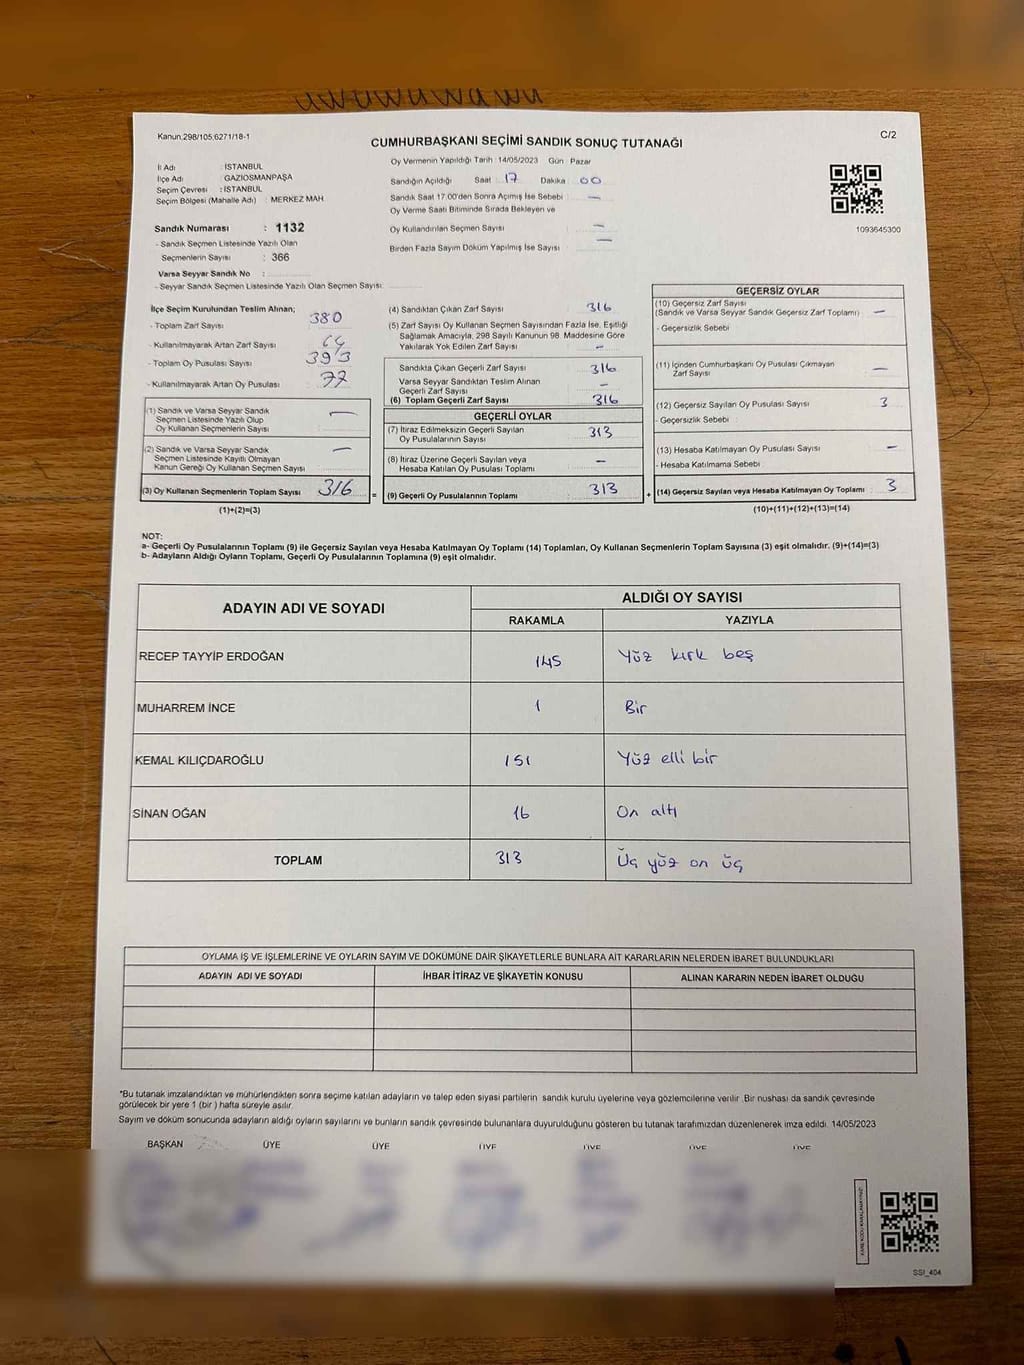 Kanun.298/105,6271/18-1
C/2
CUMHURBAŞKANI SEÇİMİ SANDIK SONUÇ TUTANAĞI
İl Adı : İSTANBUL
İlçe Adı : GAZİOSMANPAŞA
Seçim Çevresi : İSTANBUL
Seçim Bölgesi (Mahalle Adı) : MERKEZ MAH.
Sandık Numarası : 1132
- Sandık Seçmen Listesinde Yazılı Olan
Seçmenlerin Sayısı : 366
Varsa Seyyar Sandık No :
- Seyyar Sandık Seçmen Listesinde Yazılı Olan Seçmen Sayısı:
Oy Vermenin Yapıldığı Tarih :14/05/2023 Gün : Pazar
Sandığın Açıldığı Saat : 17 Dakika : 00
Sandık Saat 17.00'den Sonra Açılmış İse Sebebi : —
Oy Verme Saati Bitiminde Sırada Bekleyen ve
Oy Kullandırılan Seçmen Sayısı : —
Birden Fazla Sayım Döküm Yapılmış İse Sayısı : —
1093645300
İlçe Seçim Kurulundan Teslim Alınan;
- Toplam Zarf Sayısı : 380
- Kullanılmayarak Artan Zarf Sayısı : 64
- Toplam Oy Pusulası Sayısı : 393
- Kullanılmayarak Artan Oy Pusulası : 77
(1) Sandık ve Varsa Seyyar Sandık
Seçmen Listesinde Yazılı Olup
Oy Kullanan Seçmenlerin Sayısı —
(2) Sandık ve Varsa Seyyar Sandık
Seçmen Listesinde Kayıtlı Olmayan
Kanun Gereği Oy Kullanan Seçmen Sayısı —
(3) Oy Kullanan Seçmenlerin Toplam Sayısı 316 =
(1)+(2)=(3)
(4) Sandıktan Çıkan Zarf Sayısı : 316
(5) Zarf Sayısı Oy Kullanan Seçmen Sayısından Fazla İse, Eşitliği
Sağlamak Amacıyla, 298 Sayılı Kanunun 98. Maddesine Göre
Yakılarak Yok Edilen Zarf Sayısı : —
Sandıkta Çıkan Geçerli Zarf Sayısı : 316
Varsa Seyyar Sandıktan Teslim Alınan
Geçerli Zarf Sayısı : —
(6) Toplam Geçerli Zarf Sayısı : 316
GEÇERLİ OYLAR
(7) İtiraz Edilmeksizin Geçerli Sayılan
Oy Pusulalarının Sayısı : 313
(8) İtiraz Üzerine Geçerli Sayılan veya
Hesaba Katılan Oy Pusulası Toplamı : —
(9) Geçerli Oy Pusulalarının Toplamı : 313 +
GEÇERSİZ OYLAR
(10) Geçersiz Zarf Sayısı
(Sandık ve Varsa Seyyar Sandık Geçersiz Zarf Toplamı) : —
- Geçersizlik Sebebi
(11) İçinden Cumhurbaşkanı Oy Pusulası Çıkmayan
Zarf Sayısı : —
(12) Geçersiz Sayılan Oy Pusulası Sayısı : 3
- Geçersizlik Sebebi :
(13) Hesaba Katılmayan Oy Pusulası Sayısı : —
- Hesaba Katılmama Sebebi
(14) Geçersiz Sayılan veya Hesaba Katılmayan Oy Toplamı : 3
(10)+(11)+(12)+(13)=(14)
NOT:
a- Geçerli Oy Pusulalarının Toplamı (9) ile Geçersiz Sayılan veya Hesaba Katılmayan Oy Toplamı (14) Toplamları, Oy Kullanan Seçmenlerin Toplam Sayısına (3) eşit olmalıdır. (9)+(14)=(3)
b- Adayların Aldığı Oyların Toplamı, Geçerli Oy Pusulalarının Toplamına (9) eşit olmalıdır.
ADAYIN ADI VE SOYADI ALDIĞI OY SAYISI
RAKAMLA YAZIYLA
RECEP TAYYİP ERDOĞAN 145 Yüz kırk beş
MUHARREM İNCE 1 Bir
KEMAL KILIÇDAROĞLU 151 Yüz elli bir
SİNAN OĞAN 16 On altı
TOPLAM 313 Üç yüz on üç
OYLAMA İŞ VE İŞLEMLERİNE VE OYLARIN SAYIM VE DÖKÜMÜNE DAİR ŞİKAYETLERLE BUNLARA AİT KARARLARIN NELERDEN İBARET BULUNDUKLARI
ADAYIN ADI VE SOYADI İHBAR İTİRAZ VE ŞİKAYETİN KONUSU ALINAN KARARIN NEDEN İBARET OLDUĞU
*Bu tutanak imzalandıktan ve mühürlendikten sonra seçime katılan adayların ve talep eden siyasi partilerin sandık kurulu üyelerine veya gözlemcilerine verilir .Bir nushası da sandık çevresinde
görülecek bir yere 1 (bir ) hafta süreyle asılır.
Sayım ve döküm sonucunda adayların aldığı oyların sayılarını ve bunların sandık çevresinde bulunanlara duyurulduğunu gösteren bu tutanak tarafımızdan düzenlenerek imza edildi. 14/05/2023
BAŞKAN ÜYE ÜYE ÜYE ÜYE ÜYE ÜYE
SSI_404